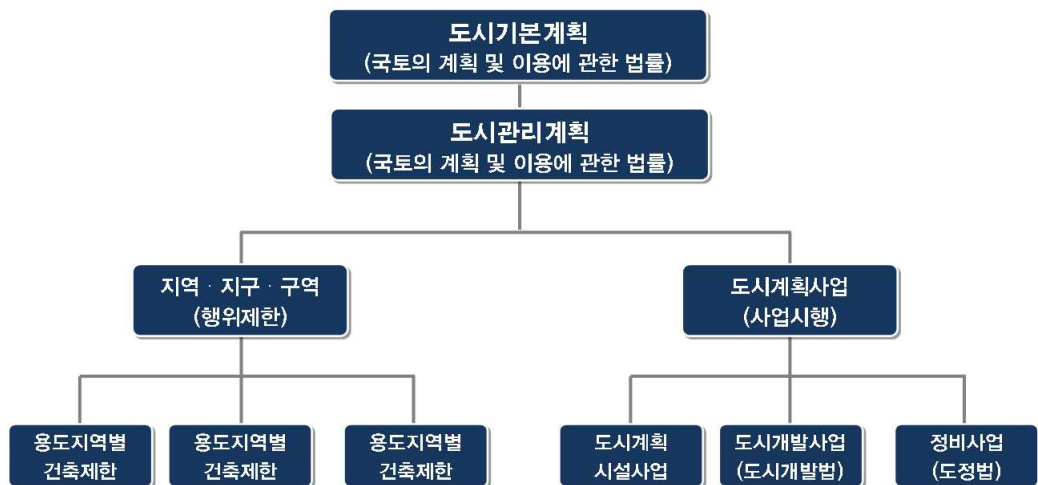 도시기본계획
(국토의 계획 및 이용에 관한 법률)
도시관리계획
(국토의 계획 및 이용에 관한 법률)
지역 · 지구 · 구역
(행위제한)
도시계획사업
(사업시행)
용도지역별
건축제한
용도지역별
건축제한
용도지역별
건축제한
도시계획
시설사업
도시개발사업
(도시개발법)
정비사업
(도정법)